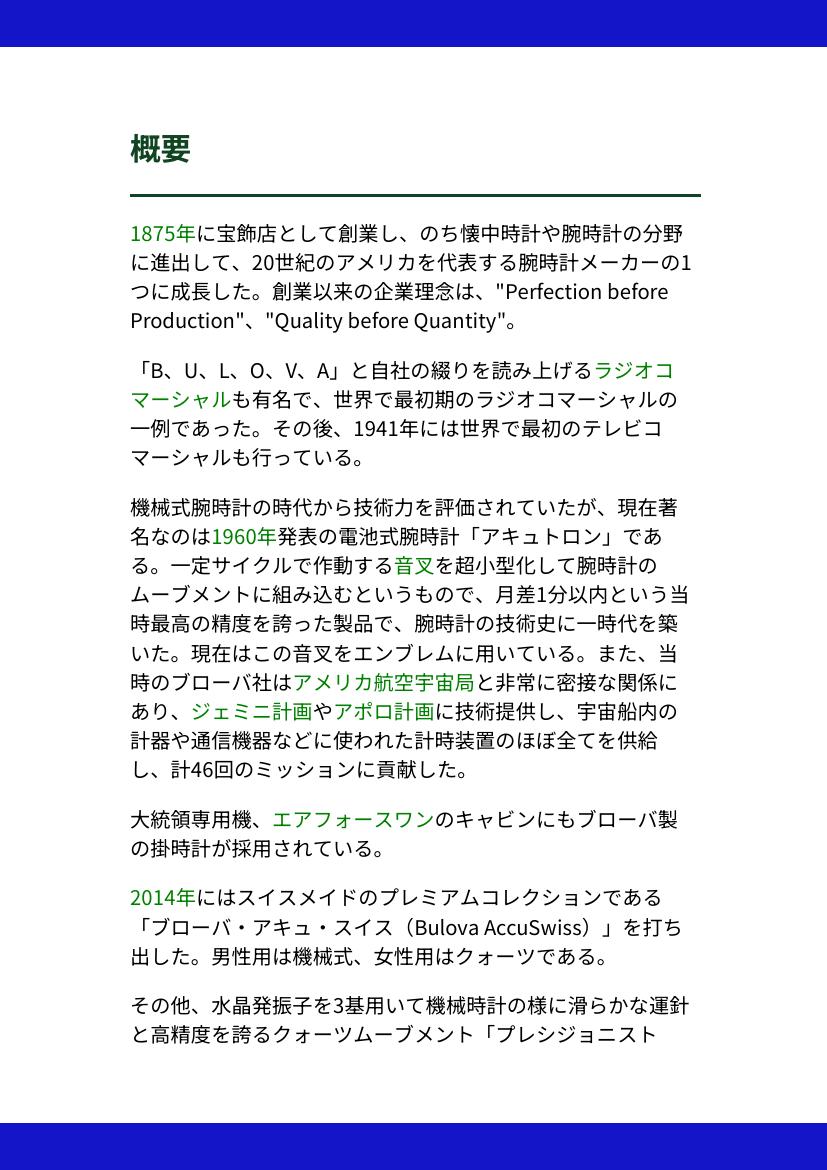 概要
1875年に宝飾店として創業し、のち懐中時計や腕時計の分野
に進出して、20世紀のアメリカを代表する腕時計メーカーの1
つに成長した。創業以来の企業理念は、"Perfection before
Production"、"Quality before Quantity"。
「B、U、L、O、V、A」と自社の綴りを読み上げるラジオコ
マーシャルも有名で、世界で最初期のラジオコマーシャルの
一例であった。その後、1941年には世界で最初のテレビコ
マーシャルも行っている。
機械式腕時計の時代から技術力を評価されていたが、現在著
名なのは1960年発表の電池式腕時計「アキュトロン」であ
る。一定サイクルで作動する音叉を超小型化して腕時計の
ムーブメントに組み込むというもので、月差1分以内という当
時最高の精度を誇った製品で、腕時計の技術史に一時代を築
いた。現在はこの音叉をエンブレムに用いている。また、当
時のブローバ社はアメリカ航空宇宙局と非常に密接な関係に
あり、ジェミニ計画やアポロ計画に技術提供し、宇宙船内の
計器や通信機器などに使われた計時装置のほぼ全てを供給
し、計46回のミッションに貢献した。
大統領専用機、エアフォースワンのキャビンにもブローバ製
の掛時計が採用されている。
2014年にはスイスメイドのプレミアムコレクションである
「ブローバ・アキュ・スイス（Bulova AccuSwiss）」を打ち
出した。男性用は機械式、女性用はクォーツである。
その他、水晶発振子を3基用いて機械時計の様に滑らかな運針
と高精度を誇るクォーツムーブメント「プレシジョニスト